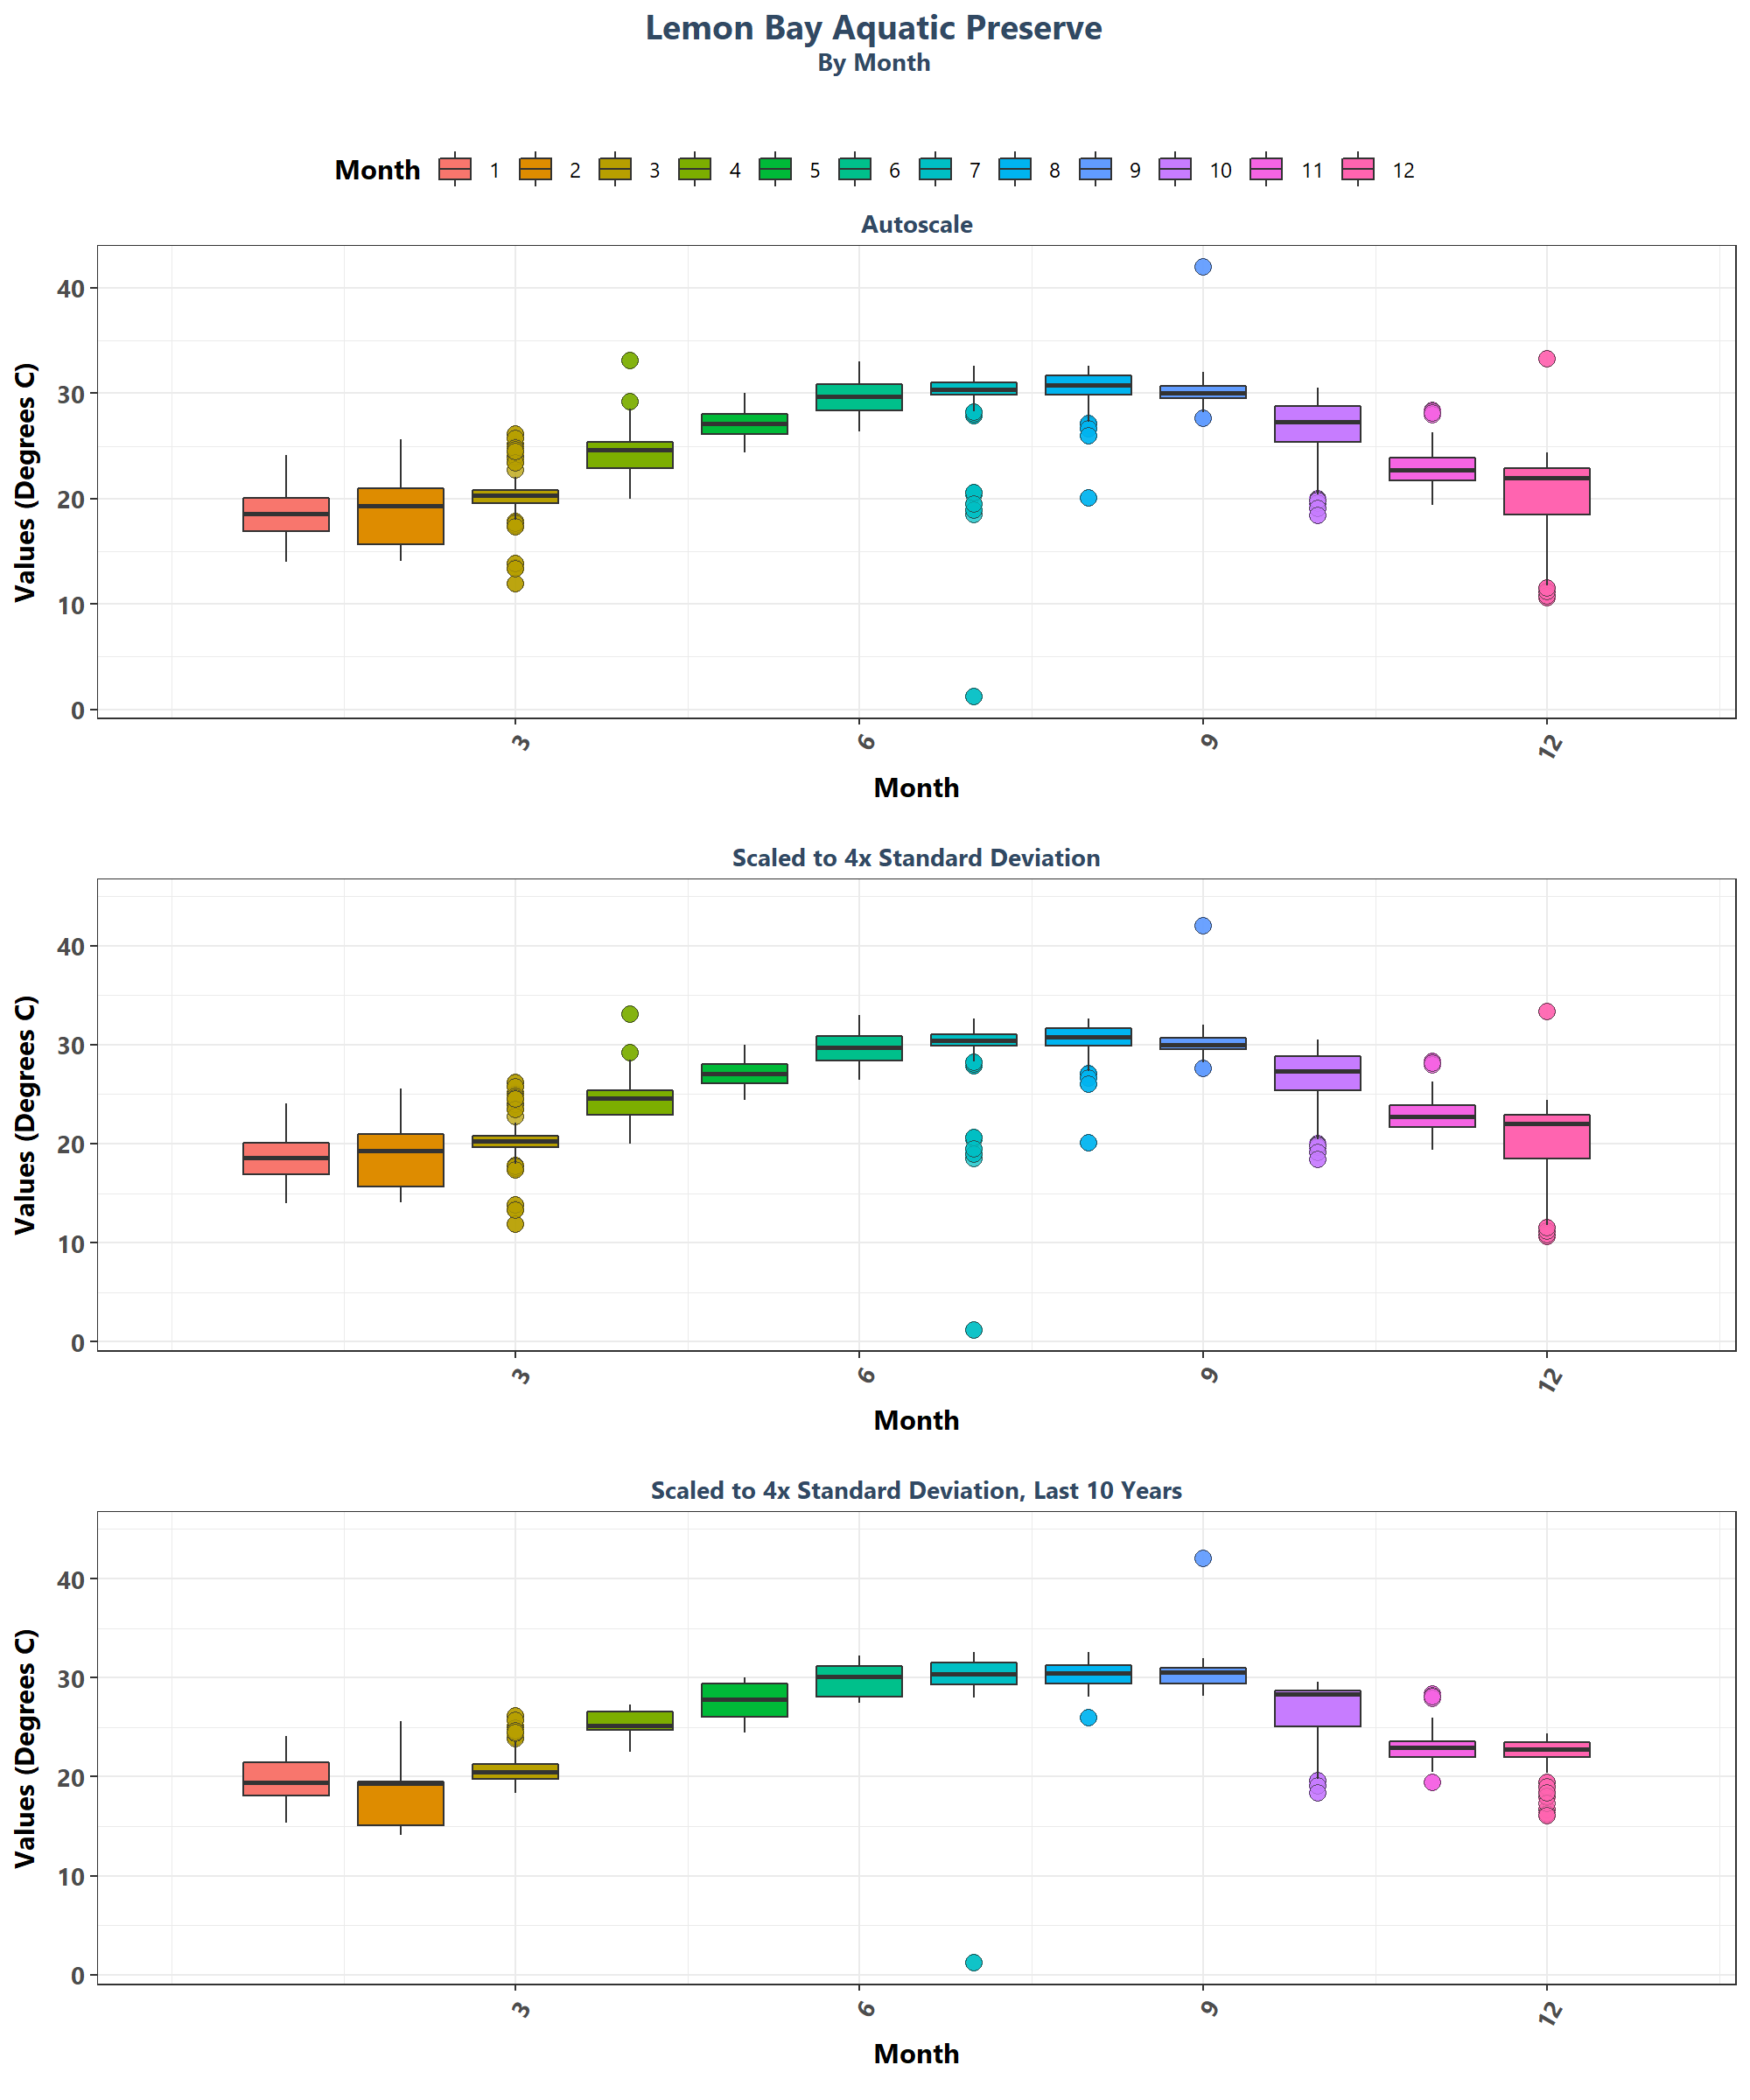 Lemon Bay Aquatic Preserve
By Month
Month 1 2 3 4 5 6 7 8 9 10 11 12
Autoscale
Values (Degrees C)
40
30
20
10
0
3 6 9 12
Month
Scaled to 4x Standard Deviation
Values (Degrees C)
40
30
20
10
0
3 6 9 12
Month
Scaled to 4x Standard Deviation, Last 10 Years
Values (Degrees C)
40
30
20
10
0
3 6 9 12
Month